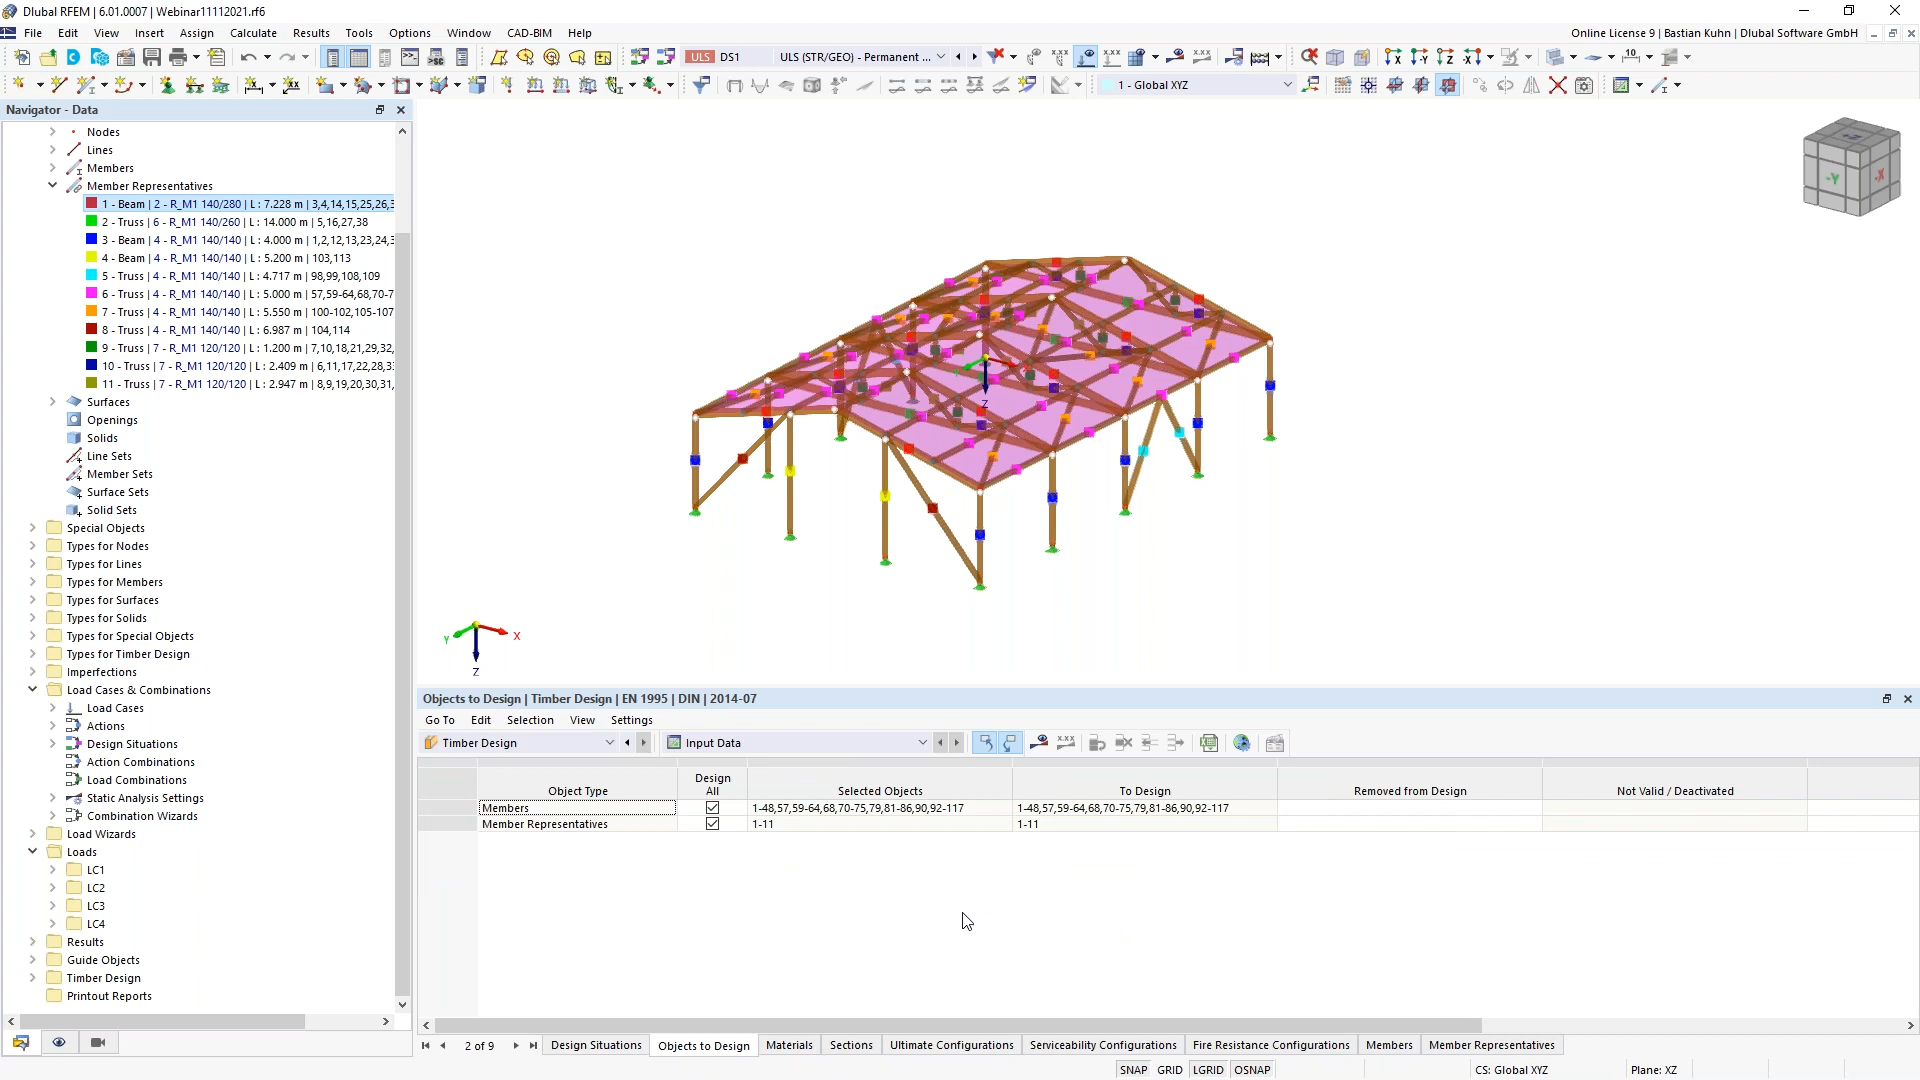 Dlubal RFEM | 6.01.0007 | Webinar11112021.rf6
File Edit View Insert Assign Calculate Results Tools Options Window CAD-BIM Help
Online License 9 | Bastian Kuhn | Dlubal Software GmbH
ULS DS1 ULS (STR/GEO) - Permanent ...
1 - Global XYZ
Navigator - Data
Nodes
Lines
Members
Member Representatives
1 - Beam | 2 - R_M1 140/280 | L : 7.228 m | 3,4,14,15,25,26,
2 - Truss | 6 - R_M1 140/260 | L : 14.000 m | 5,16,27,38
3 - Beam | 4 - R_M1 140/140 | L : 4.000 m | 1,2,12,13,23,24,
4 - Beam | 4 - R_M1 140/140 | L : 5.200 m | 103,113
5 - Truss | 4 - R_M1 140/140 | L : 4.717 m | 98,99,108,109
6 - Truss | 4 - R_M1 140/140 | L : 5.000 m | 57,59-64,68,70-7
7 - Truss | 4 - R_M1 140/140 | L : 5.550 m | 100-102,105-107
8 - Truss | 4 - R_M1 140/140 | L : 6.987 m | 104,114
9 - Truss | 7 - R_M1 120/120 | L : 1.200 m | 7,10,18,21,29,32,
10 - Truss | 7 - R_M1 120/120 | L : 2.409 m | 6,11,17,22,28,
11 - Truss | 7 - R_M1 120/120 | L : 2.947 m | 8,9,19,20,30,31,
Surfaces
Openings
Solids
Line Sets
Member Sets
Surface Sets
Solid Sets
Special Objects
Types for Nodes
Types for Lines
Types for Members
Types for Surfaces
Types for Solids
Types for Special Objects
Types for Timber Design
Imperfections
Load Cases & Combinations
Load Cases
Actions
Design Situations
Action Combinations
Load Combinations
Static Analysis Settings
Combination Wizards
Load Wizards
Loads
LC1
LC2
LC3
LC4
Results
Guide Objects
Timber Design
Printout Reports
-Y -X
Z
Y X
Z
Objects to Design | Timber Design | EN 1995 | DIN | 2014-07
Go To Edit Selection View Settings
Timber Design Input Data
Object Type Design All Selected Objects To Design Removed from Design Not Valid / Deactivated
Members 1-48,57,59-64,68,70-75,79,81-86,90,92-117 1-48,57,59-64,68,70-75,79,81-86,90,92-117
Member Representatives 1-11 1-11
2 of 9 Design Situations Objects to Design Materials Sections Ultimate Configurations Serviceability Configurations Fire Resistance Configurations Members Member Representatives
SNAP GRID LGRID OSNAP CS: Global XYZ Plane: XZ